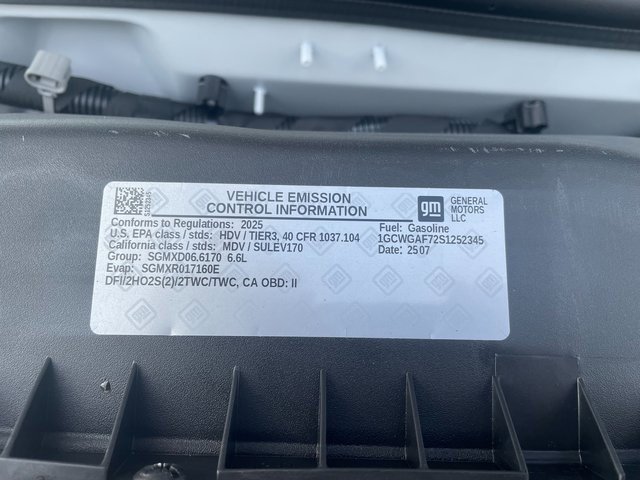 VEHICLE EMISSION
CONTROL INFORMATION
gm
GENERAL
MOTORS
LLC
S1252345
Conforms to Regulations: 2025
U.S. EPA class / stds: HDV / TIER3, 40 CFR 1037.104
California class / stds: .MDV / SULEV170
Group: SGMXD06.6170 6.6L
Evap: SGMXR017160E
DFI/2HO2S(2)/2TWC/TWC, CA OBD: II
Fuel: Gasoline
1GCWGAF72S1252345
Date: 2507